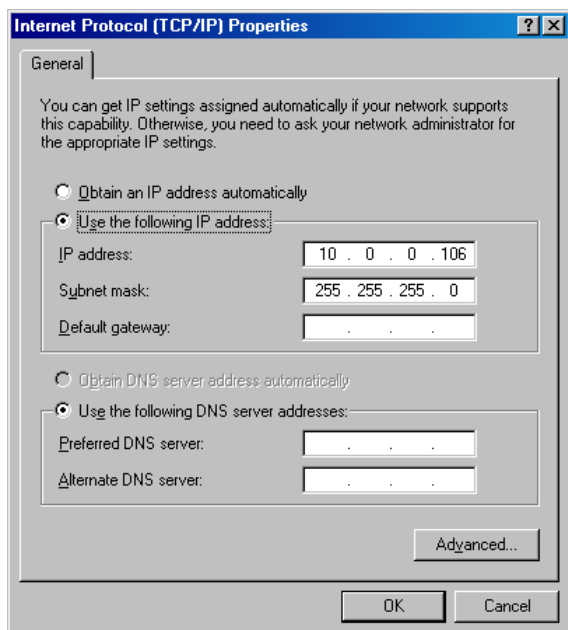 Internet Protocol (TCP/IP) Properties
General
You can get IP settings assigned automatically if your network supports
this capability. Otherwise, you need to ask your network administrator for
the appropriate IP settings.
Obtain an IP address automatically
Use the following IP address:
IP address: 10 . 0 . 0 . 106
Subnet mask: 255 . 255 . 255 . 0
Default gateway: . . .
Obtain DNS server address automatically
Use the following DNS server addresses:
Preferred DNS server: . . .
Alternate DNS server: . . .
Advanced...
OK Cancel